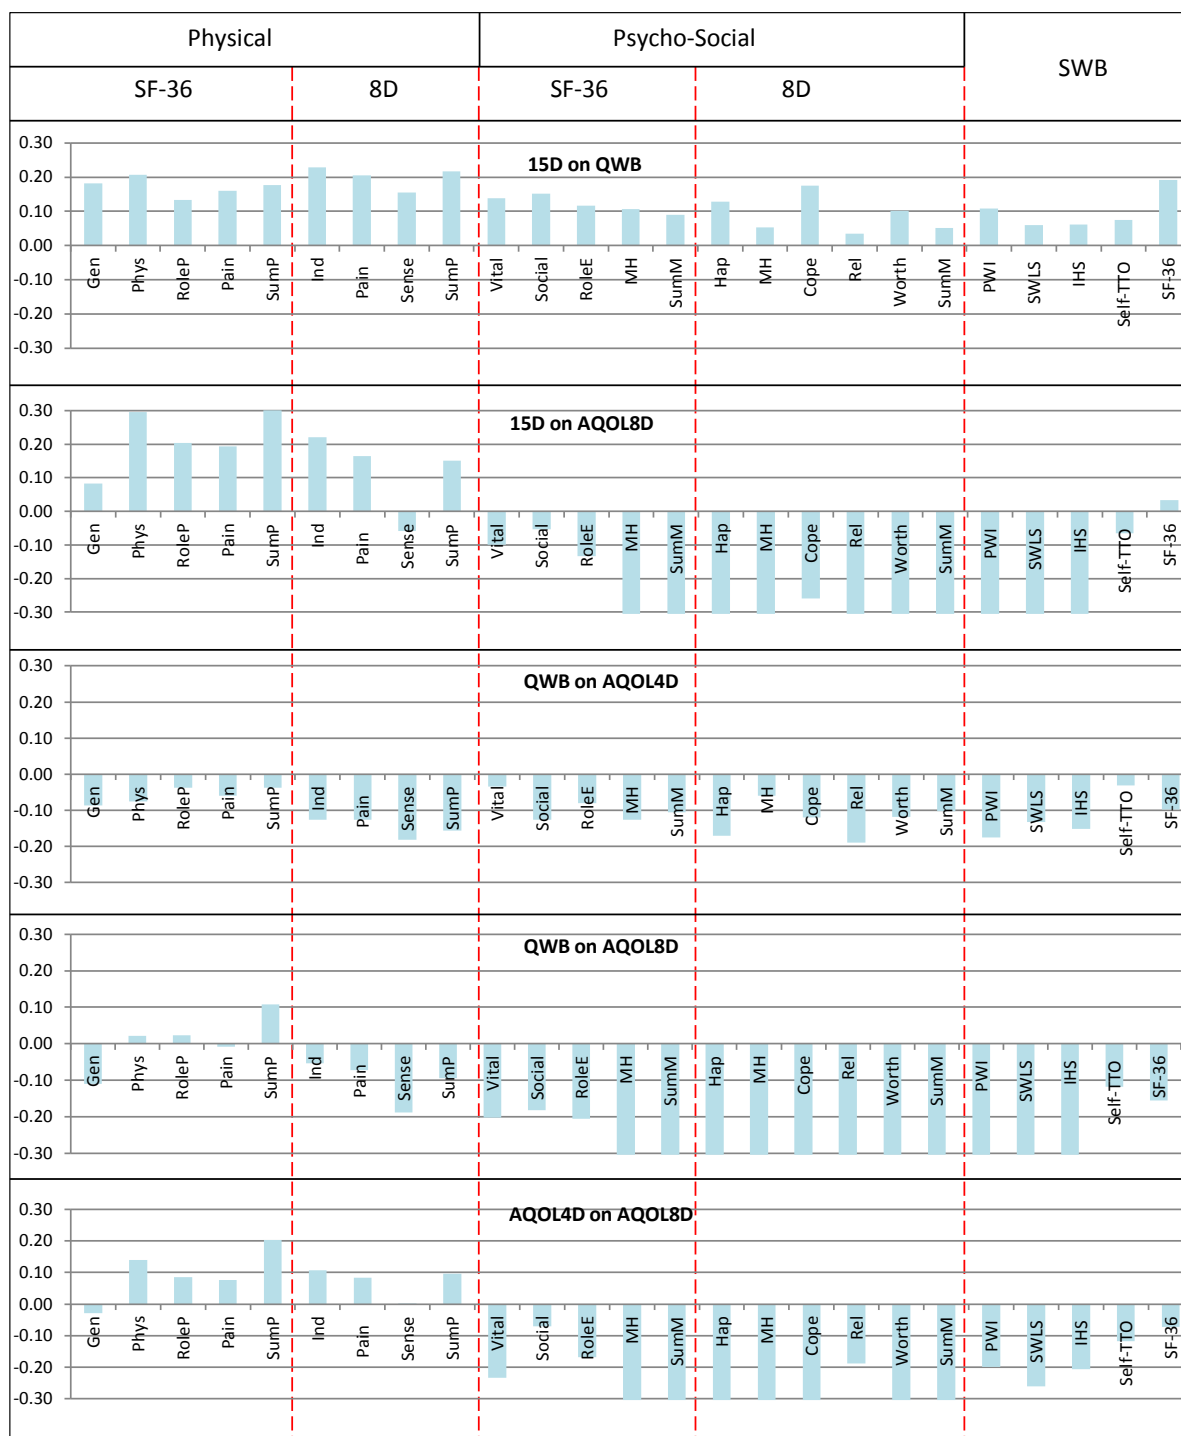 Physical Psycho-Social SWB
SF-36 8D SF-36 8D
15D on QWB
0.30
0.20
0.10
0.00
-0.10
-0.20
-0.30
Gen Phys RoleP Pain SumP Ind Pain Sense SumP Vital Social RoleE MH SumM Hap MH Cope Rel Worth SumM PWI SWLS IHS Self-TTO SF-36
15D on AQOL8D
0.30
0.20
0.10
0.00
-0.10
-0.20
-0.30
Gen Phys RoleP Pain SumP Ind Pain Sense SumP Vital Social RoleE MH SumM Hap MH Cope Rel Worth SumM PWI SWLS IHS Self-TTO SF-36
QWB on AQOL4D
0.30
0.20
0.10
0.00
-0.10
-0.20
-0.30
Gen Phys RoleP Pain SumP Ind Pain Sense SumP Vital Social RoleE MH SumM Hap MH Cope Rel Worth SumM PWI SWLS IHS Self-TTO SF-36
QWB on AQOL8D
0.30
0.20
0.10
0.00
-0.10
-0.20
-0.30
Gen Phys RoleP Pain SumP Ind Pain Sense SumP Vital Social RoleE MH SumM Hap MH Cope Rel Worth SumM PWI SWLS IHS Self-TTO SF-36
AQOL4D on AQOL8D
0.30
0.20
0.10
0.00
-0.10
-0.20
-0.30
Gen Phys RoleP Pain SumP Ind Pain Sense SumP Vital Social RoleE MH SumM Hap MH Cope Rel Worth SumM PWI SWLS IHS Self-TTO SF-36